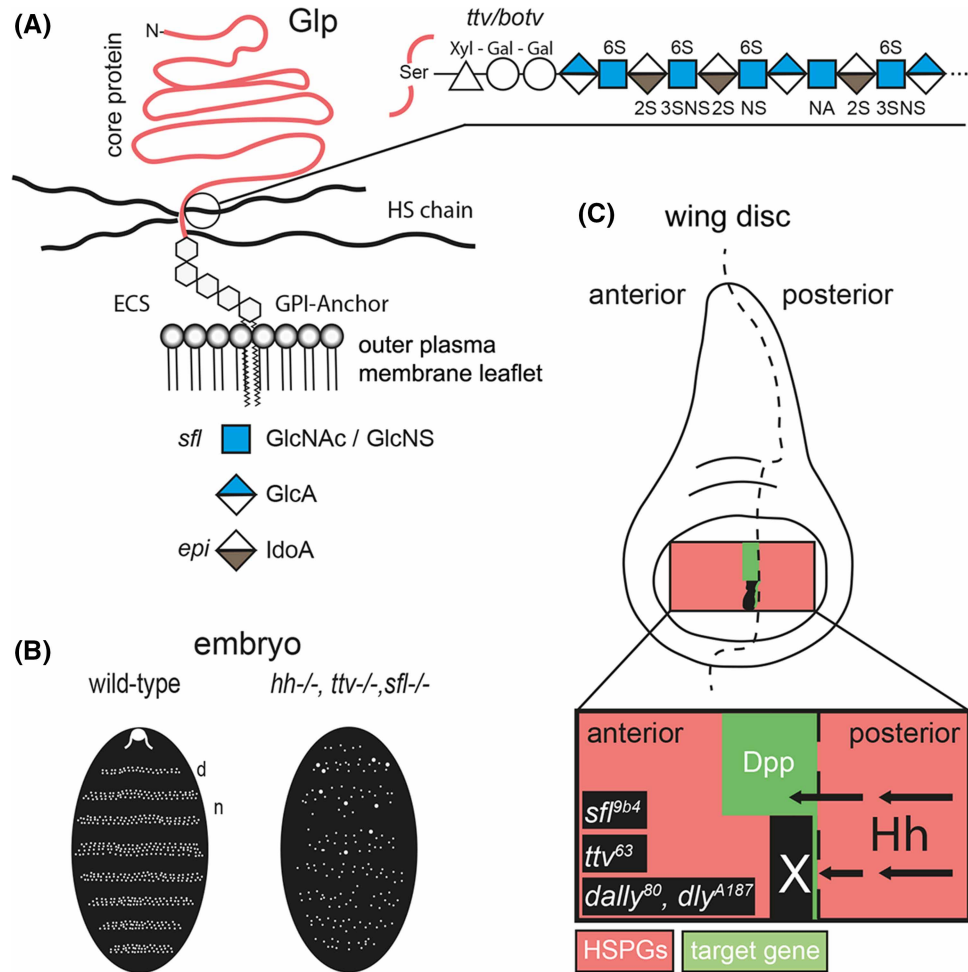 (A)
Glp
N-
core protein
ttv/botv
Xyl - Gal - Gal
Ser
6S 6S 6S 6S
...
2S 3SNS 2S NS NA 2S 3SNS
HS chain
ECS
GPI-Anchor
outer plasma
membrane leaflet
sfl GlcNAc / GlcNS
GlcA
epi IdoA
(B)
embryo
wild-type
hh-/-, ttv-/-,sfl-/-
d
n
(C)
wing disc
anterior
posterior
anterior
posterior
Dpp
Hh
sfl9b4
ttv63
dally80, dlyA187
X
HSPGs
target gene